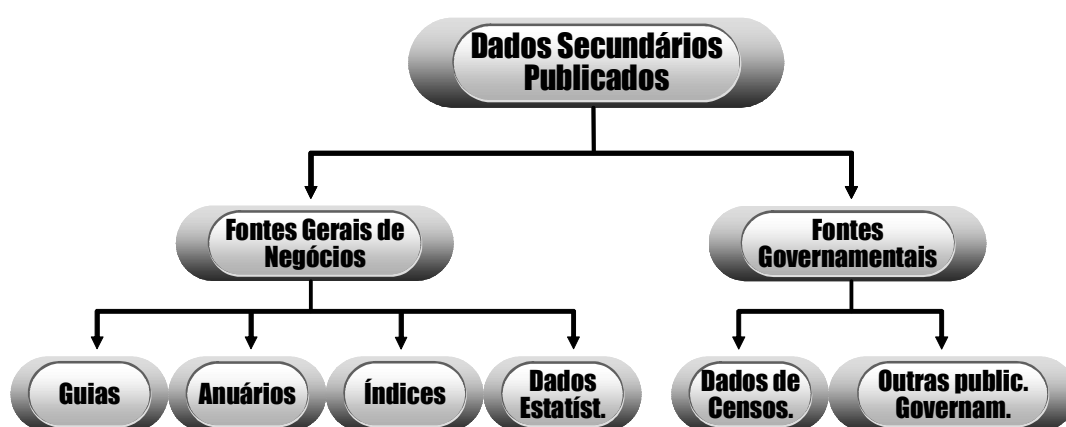 Dados Secundários
Publicados
Fontes Gerais de
Negócios
Fontes
Governamentais
Guias
Anuários
Índices
Dados
Estatíst.
Dados de
Censos.
Outras public.
Governam.